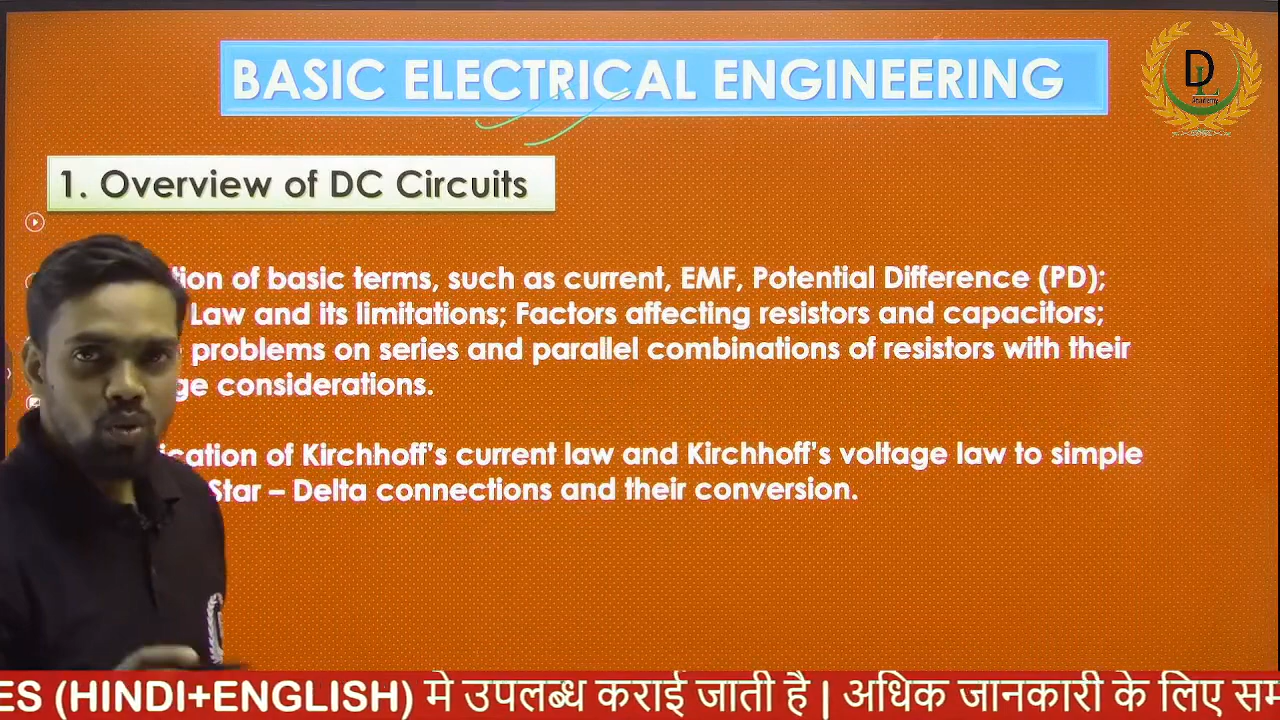 BASIC ELECTRICAL ENGINEERING
D
L
Academy
1. Overview of DC Circuits
tion of basic terms, such as current, EMF, Potential Difference (PD);
Law and its limitations; Factors affecting resistors and capacitors;
problems on series and parallel combinations of resistors with their
ge considerations.
ication of Kirchhoff's current law and Kirchhoff's voltage law to simple
Star – Delta connections and their conversion.
ES (HINDI+ENGLISH) मे उपलब्ध कराई जाती है | अधिक जानकारी के लिए सम